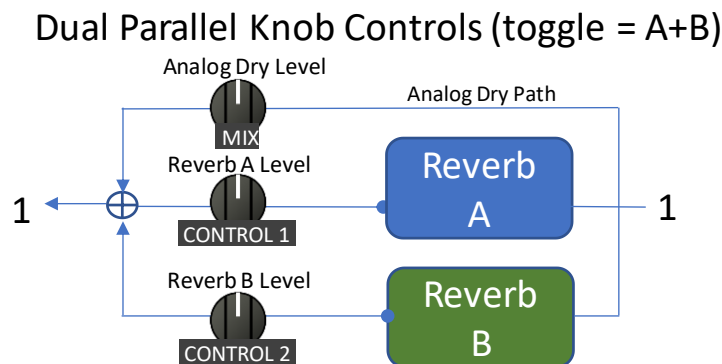 Dual Parallel Knob Controls (toggle = A+B)
Analog Dry Level
Analog Dry Path
MIX
Reverb A Level
Reverb
A
1
1
CONTROL 1
Reverb B Level
Reverb
B
CONTROL 2